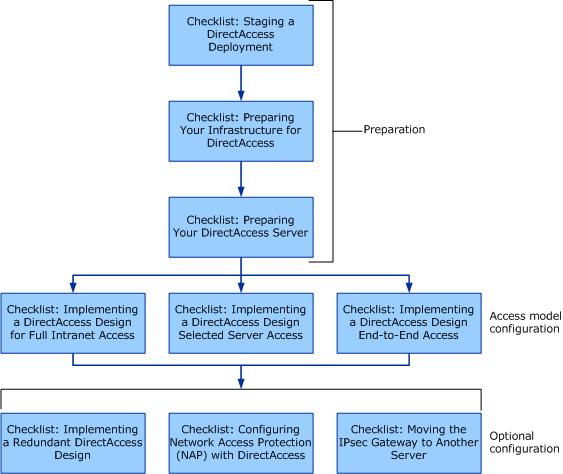 Checklist: Staging a
DirectAccess
Deployment
Checklist: Preparing
Your Infrastructure for
DirectAccess
Preparation
Checklist: Preparing
Your DirectAccess Server
Checklist: Implementing
a DirectAccess Design
for Full Intranet Access
Checklist: Implementing
a DirectAccess Design
Selected Server Access
Checklist: Implementing
a DirectAccess Design
End-to-End Access
Access model
configuration
Checklist: Implementing
a Redundant DirectAccess
Design
Checklist: Configuring
Network Access Protection
(NAP) with DirectAccess
Checklist: Moving the
IPsec Gateway to Another
Server
Optional
configuration